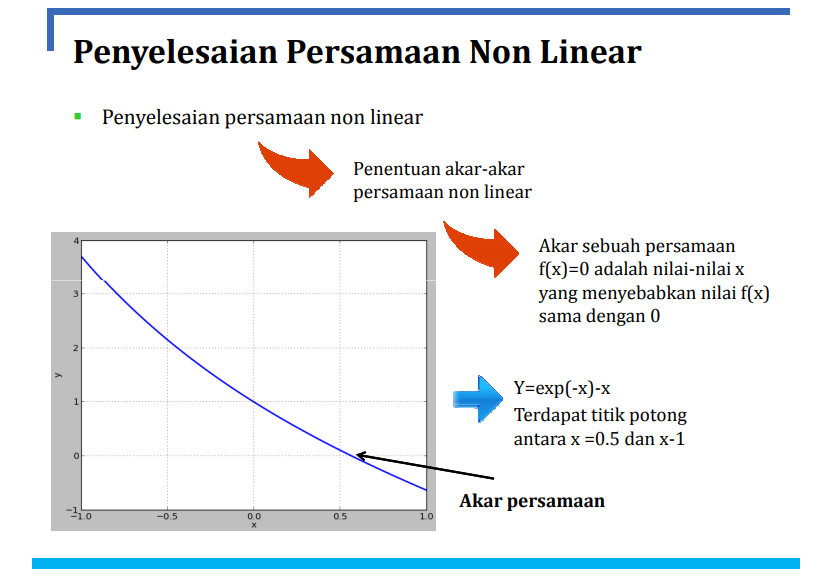 Penyelesaian Persamaan Non Linear
Penyelesaian persamaan non linear
Penentuan akar-akar
persamaan non linear
Akar sebuah persamaan
f(x)=0 adalah nilai-nilai x
yang menyebabkan nilai f(x)
sama dengan 0
4
3
2
1
0
−1
y
−1.0
−0.5
0.0
0.5
1.0
x
Y=exp(-x)-x
Terdapat titik potong
antara x =0.5 dan x-1
Akar persamaan